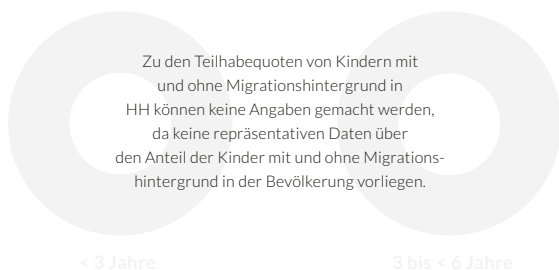 Zu den Teilhabequoten von Kindern mit
und ohne Migrationshintergrund in
HH können keine Angaben gemacht werden,
da keine repräsentativen Daten über
den Anteil der Kinder mit und ohne Migrations-
hintergrund in der Bevölkerung vorliegen.
< 3 Jahre
3 bis < 6 Jahre